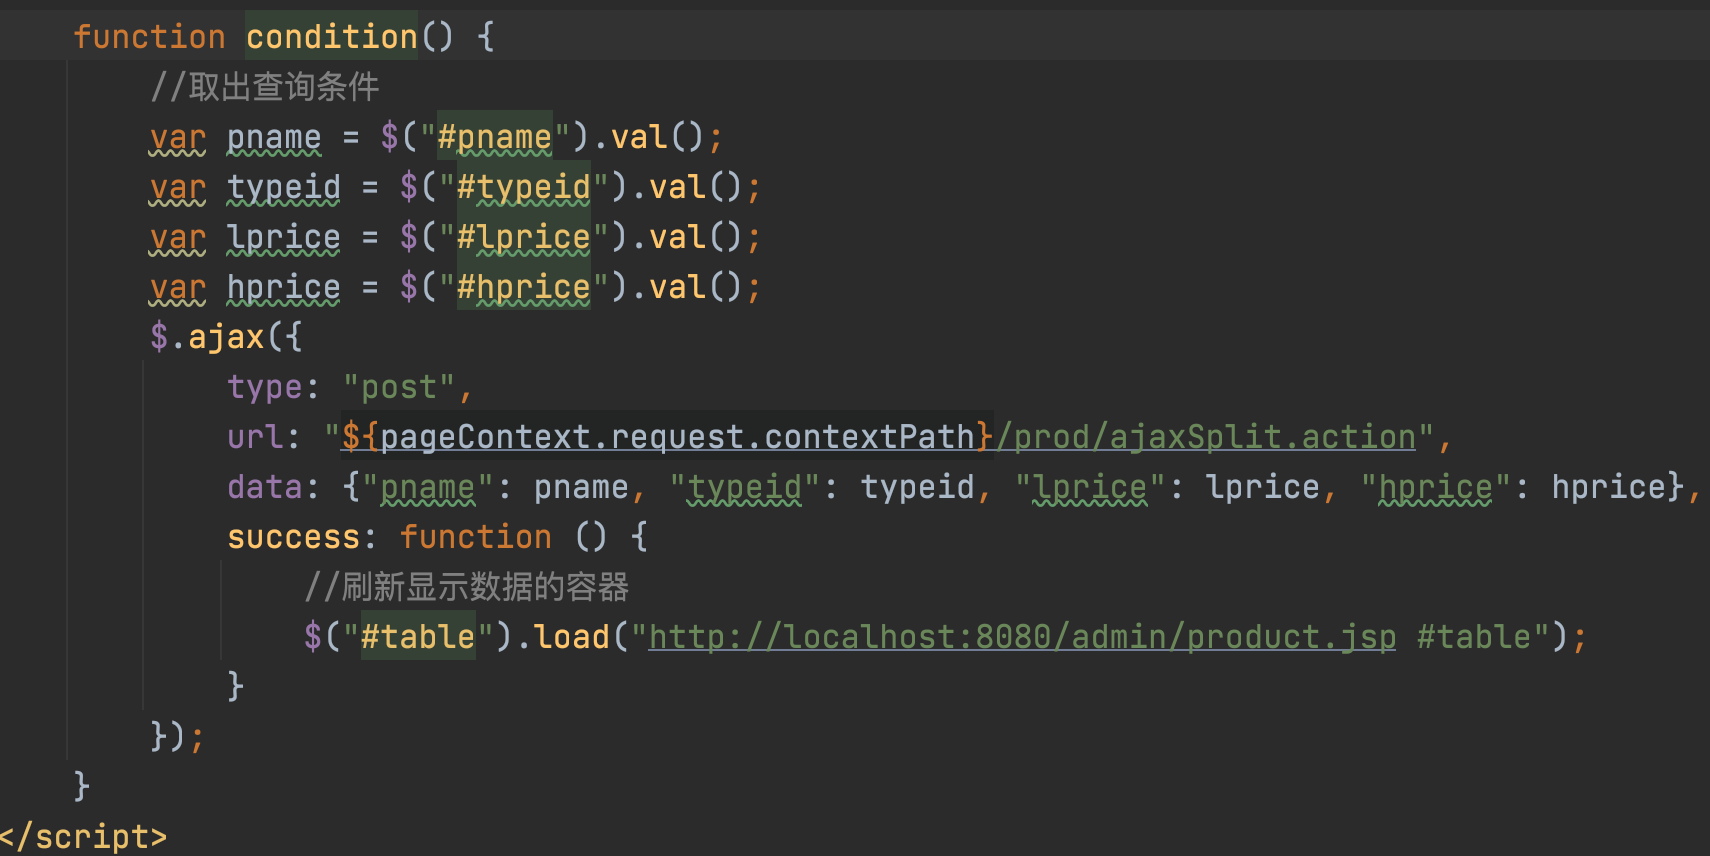 function condition() {
//取出查询条件
var pname = $("#pname").val();
var typeid = $("#typeid").val();
var lprice = $("#lprice").val();
var hprice = $("#hprice").val();
$.ajax({
type: "post",
url: "${pageContext.request.contextPath}/prod/ajaxSplit.action",
data: {"pname": pname, "typeid": typeid, "lprice": lprice, "hprice": hprice},
success: function () {
//刷新显示数据的容器
$("#table").load("http://localhost:8080/admin/product.jsp #table");
}
});
}
</script>